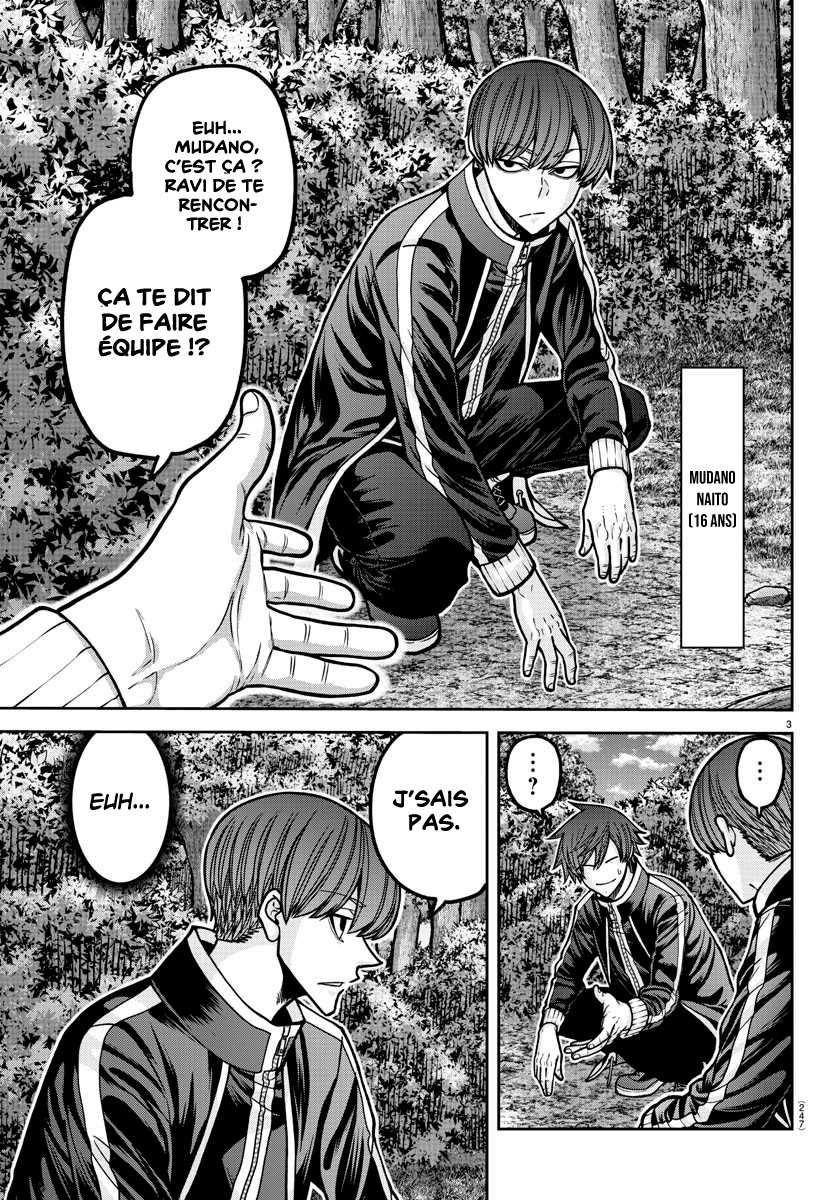 EUH...
MUDANO,
C'EST ÇA ?
RAVI DE TE
RENCON-
TRER !
ÇA TE DIT
DE FAIRE
ÉQUIPE !?
MUDANO
NAITO
(16 ANS)
3
...
...?
J'SAIS
PAS.
EUH...
(247)